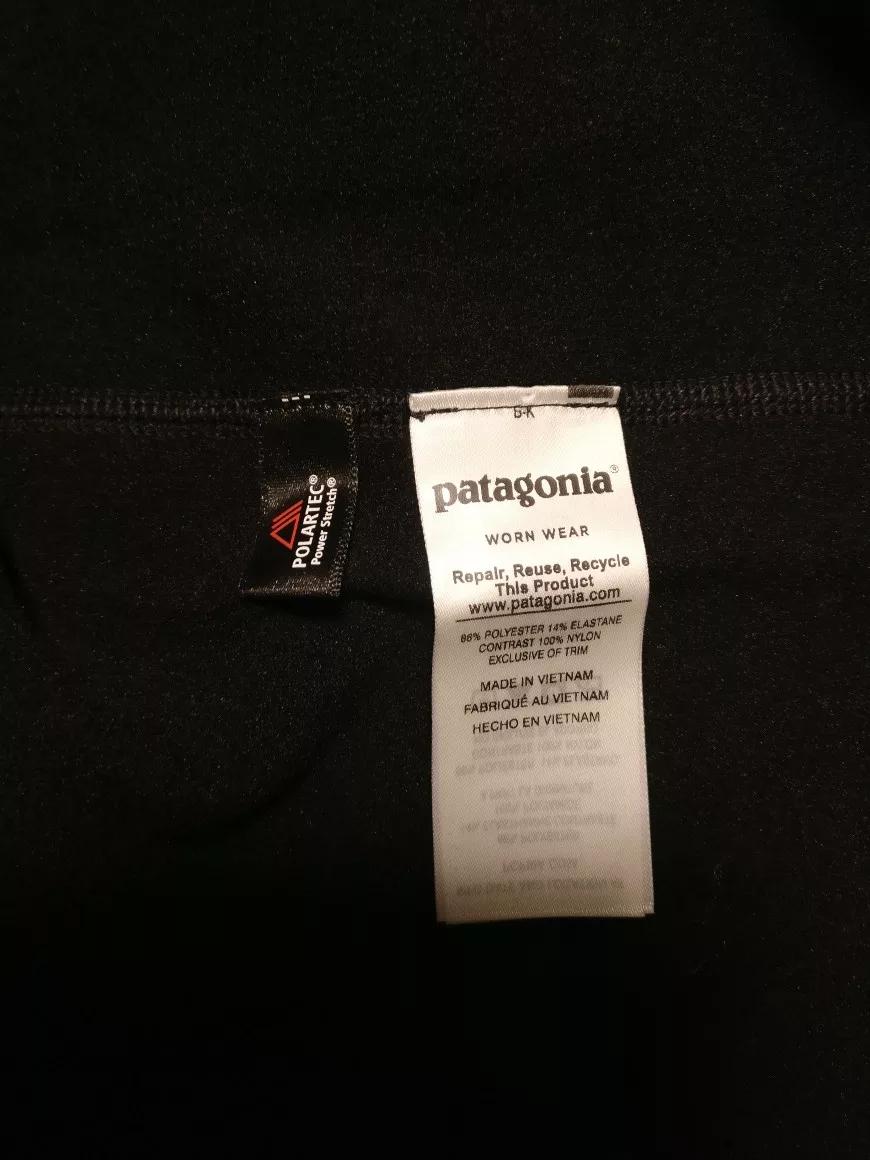 POLARTEC®
Power Stretch®
patagonia®
WORN WEAR
Repair, Reuse, Recycle
This Product
www.patagonia.com
86% POLYESTER 14% ELASTANE
CONTRAST 100% NYLON
EXCLUSIVE OF TRIM
MADE IN VIETNAM
FABRIQUÉ AU VIETNAM
HECHO EN VIETNAM